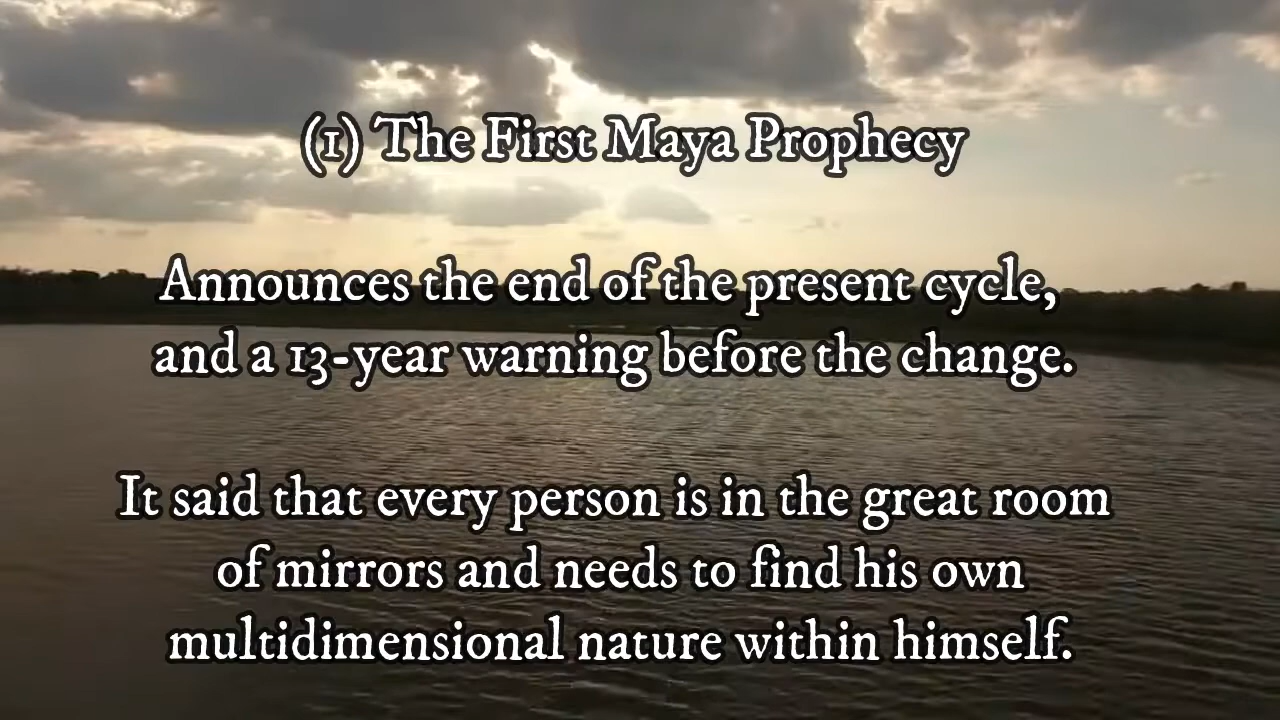 (1) The First Maya Prophecy
Announces the end of the present cycle,
and a 13-year warning before the change.
It said that every person is in the great room
of mirrors and needs to find his own
multidimensional nature within himself.